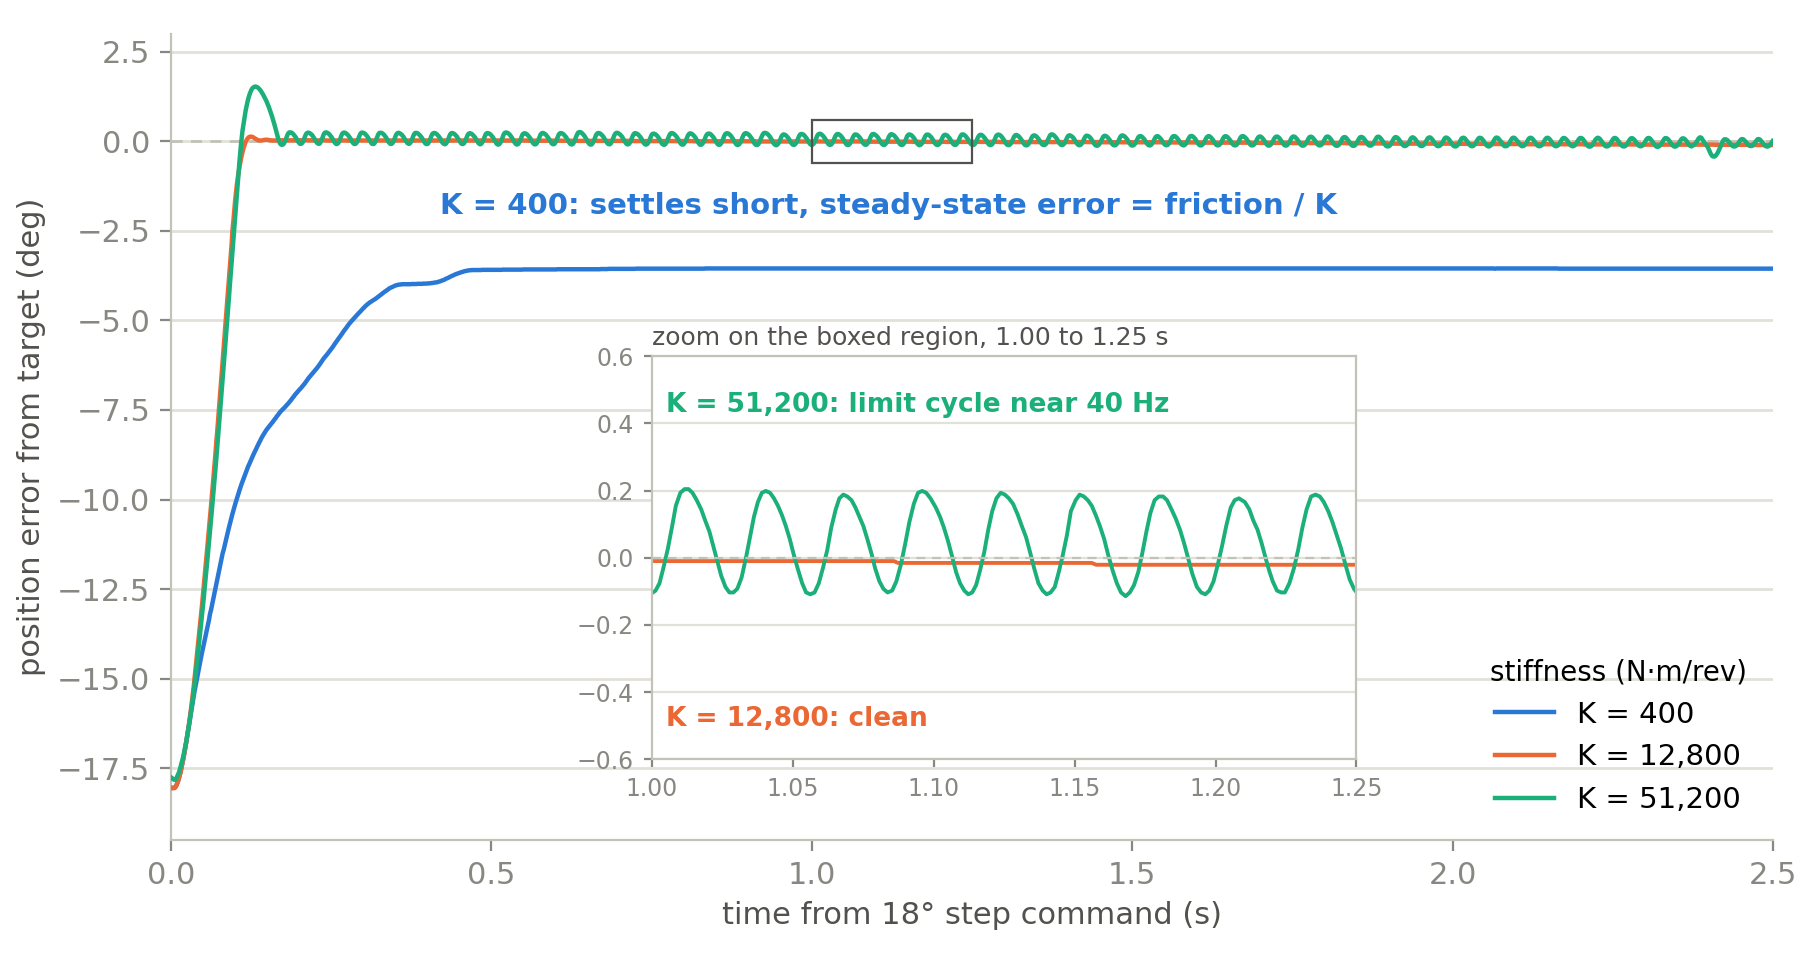 2.5
0.0
−2.5
−5.0
−7.5
−10.0
−12.5
−15.0
−17.5
position error from target (deg)
K = 400: settles short, steady-state error = friction / K
zoom on the boxed region, 1.00 to 1.25 s
0.6
0.4
0.2
0.0
−0.2
−0.4
−0.6
K = 51,200: limit cycle near 40 Hz
K = 12,800: clean
1.00 1.05 1.10 1.15 1.20 1.25
stiffness (N·m/rev)
K = 400
K = 12,800
K = 51,200
0.0 0.5 1.0 1.5 2.0 2.5
time from 18° step command (s)